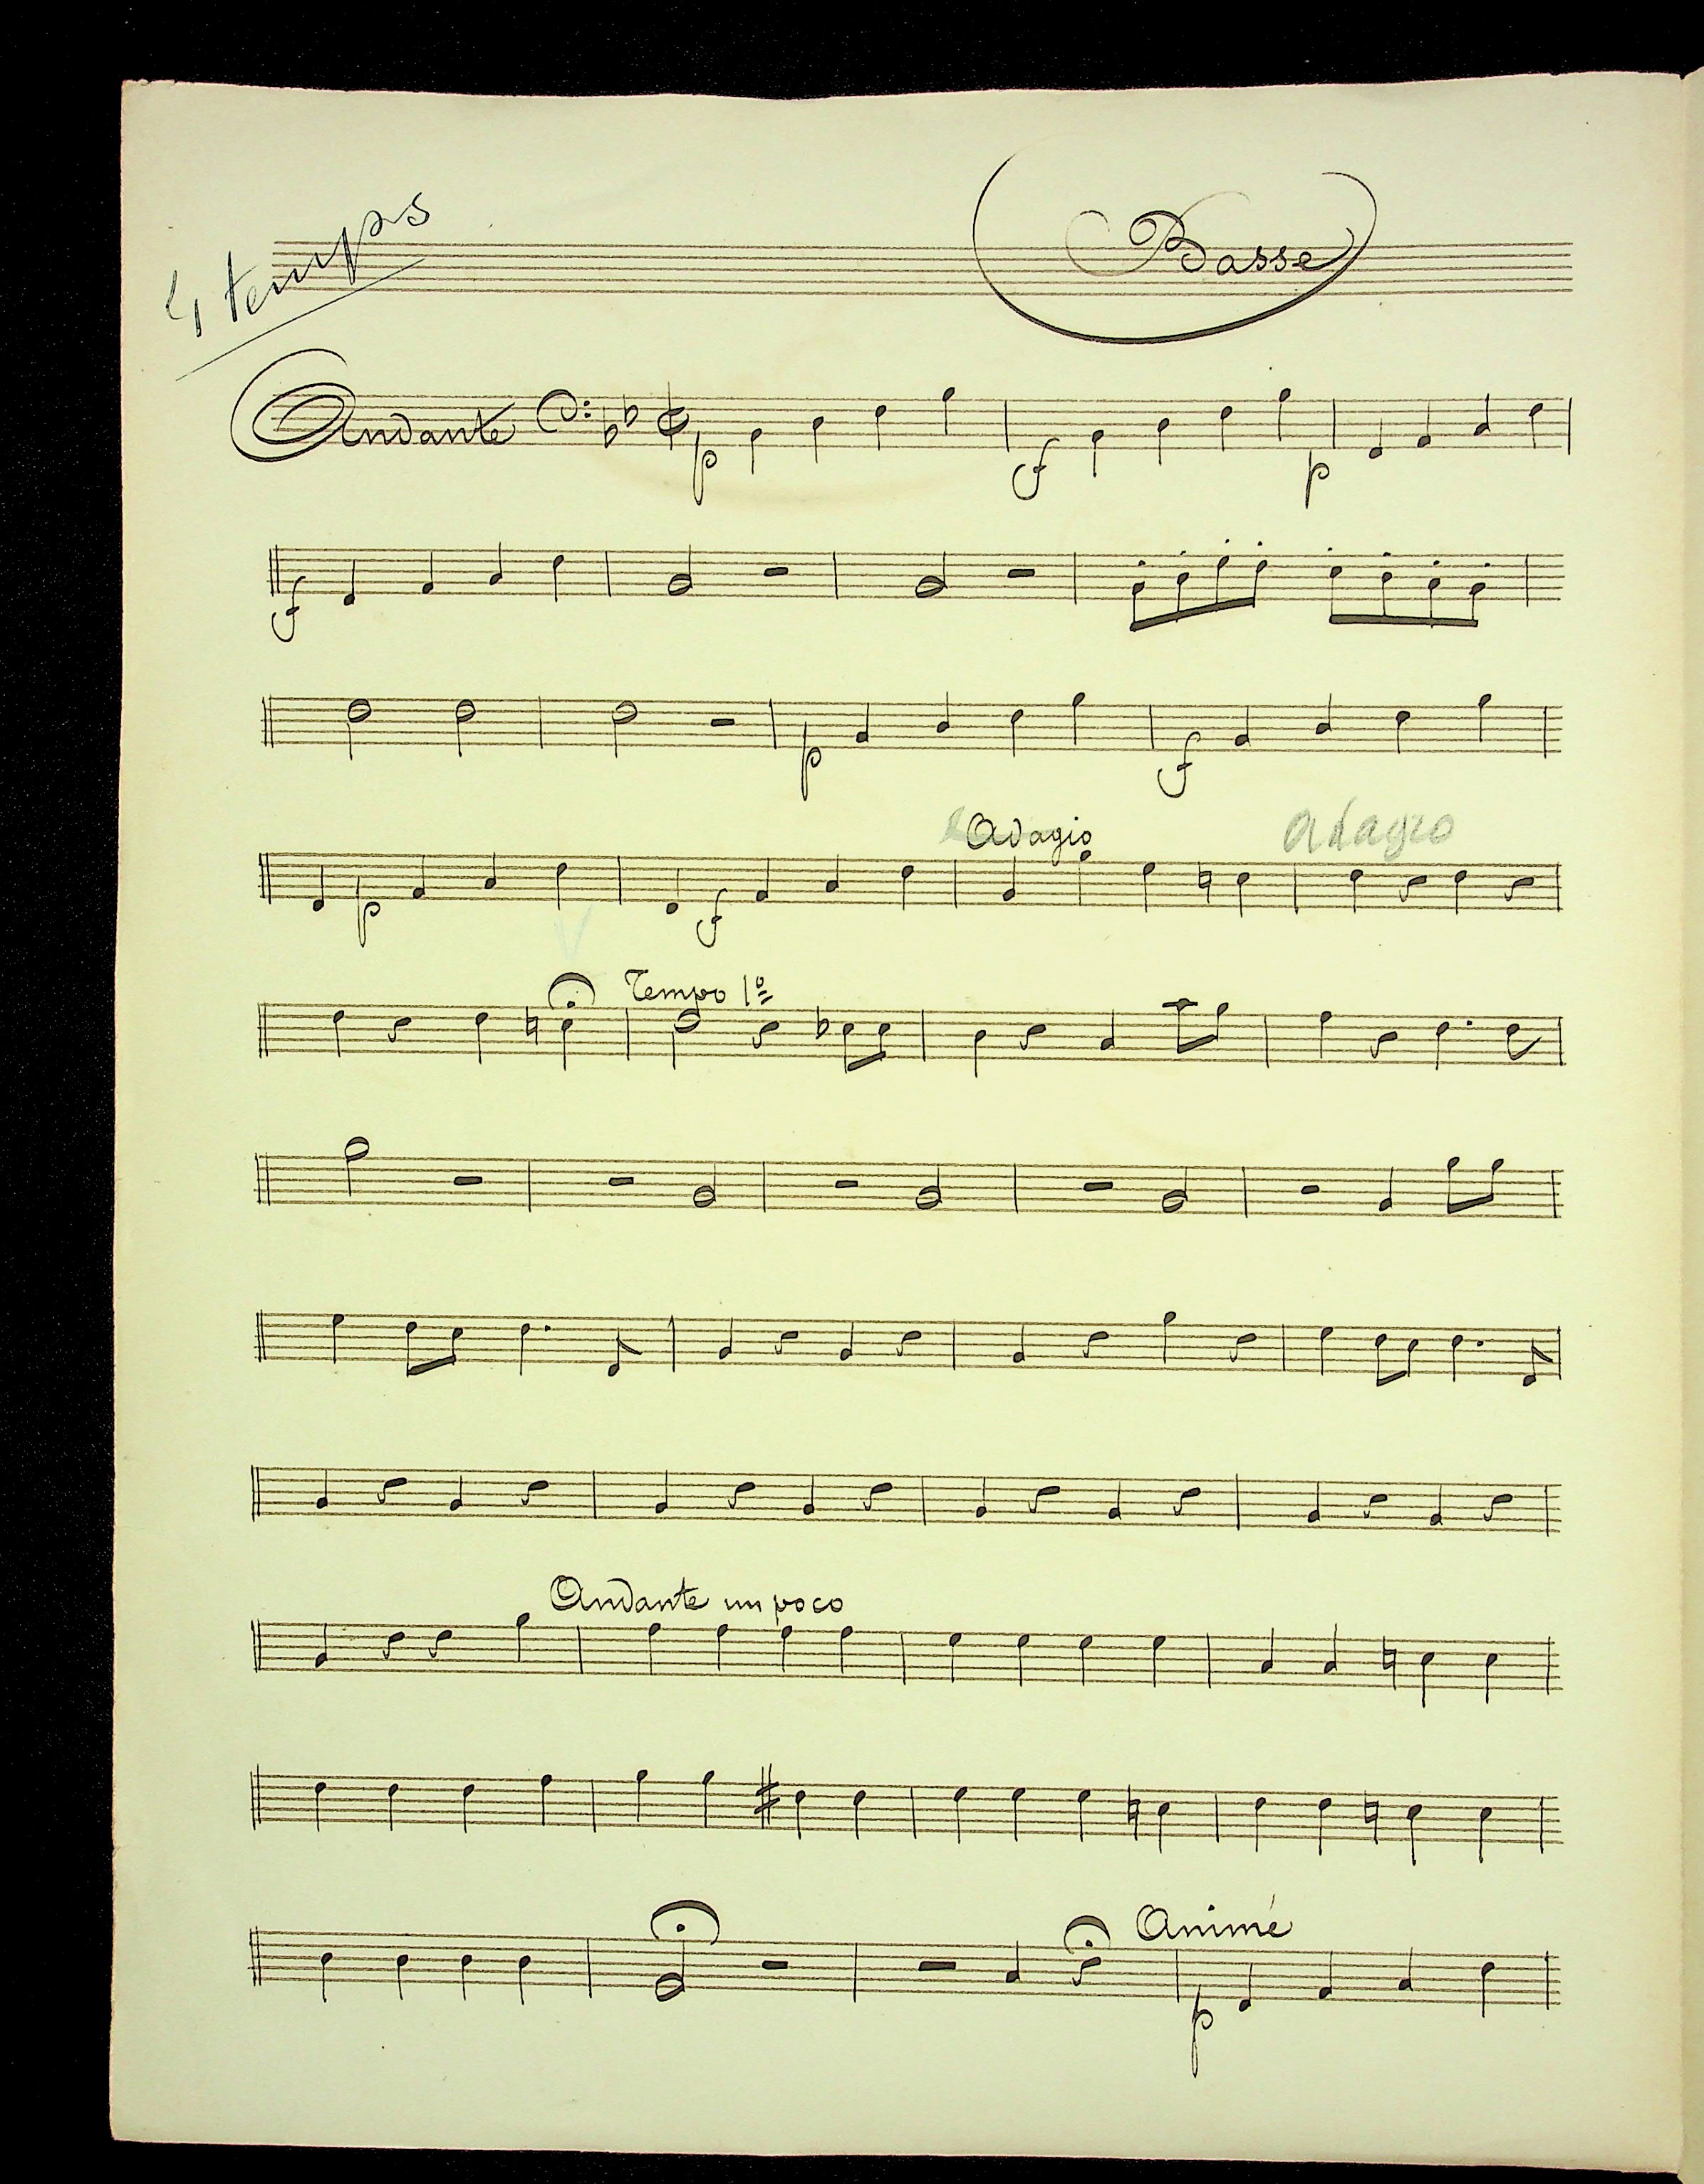 4 temps
Basse
Andante
p f p
f
p f
Adagio Adagio
p f
Tempo 1º
Andante un poco
Animé
p